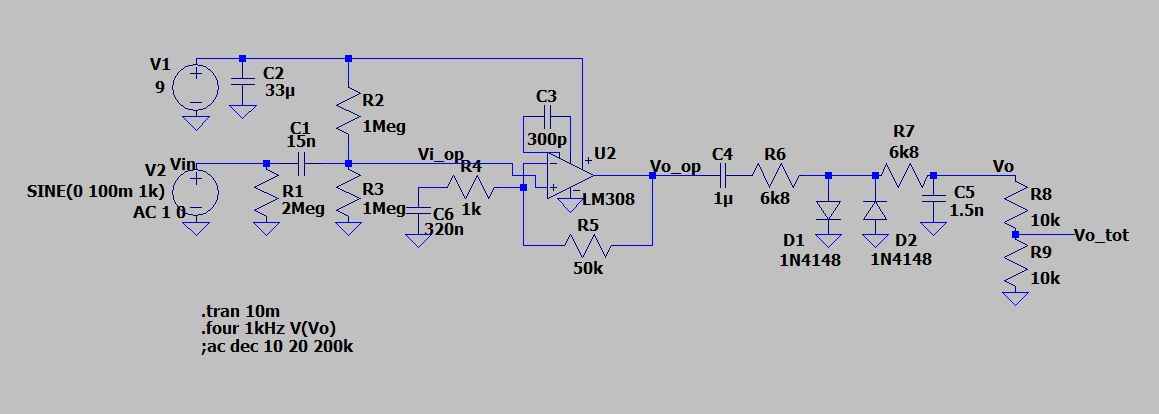 V1
9
C2
33µ
R2
1Meg
C1
15n
V2
Vin
SINE(0 100m 1k)
AC 1 0
R1
2Meg
R3
1Meg
Vi_op
R4
1k
C6
320n
C3
300p
U2
LM308
R5
50k
Vo_op
C4
1µ
R6
6k8
D1
1N4148
D2
1N4148
R7
6k8
C5
1.5n
Vo
R8
10k
Vo_tot
R9
10k
.tran 10m
.four 1kHz V(Vo)
;ac dec 10 20 200k